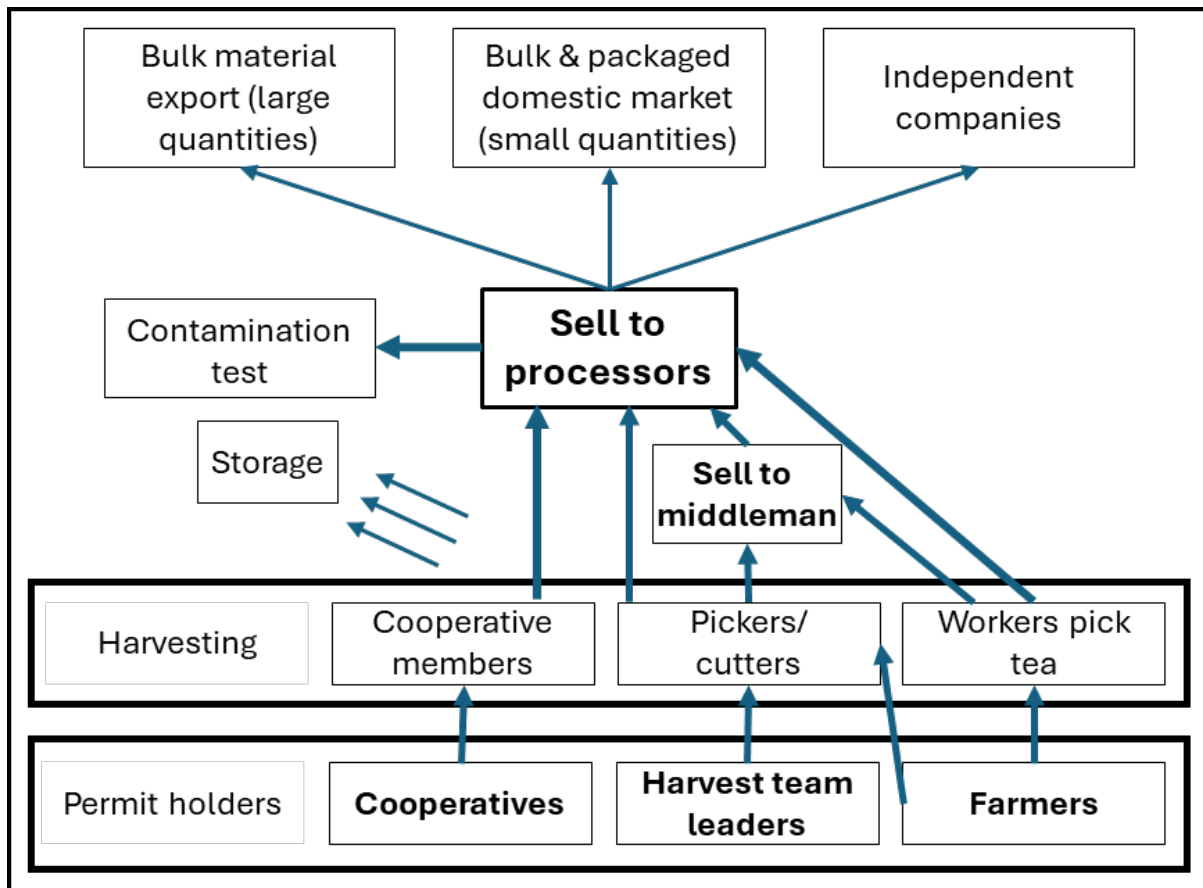 Bulk material
export (large
quantities)
Bulk & packaged
domestic market
(small quantities)
Independent
companies
Sell to
processors
Contamination
test
Storage
Sell to
middleman
Harvesting
Cooperative
members
Pickers/
cutters
Workers pick
tea
Permit holders
Cooperatives
Harvest team
leaders
Farmers